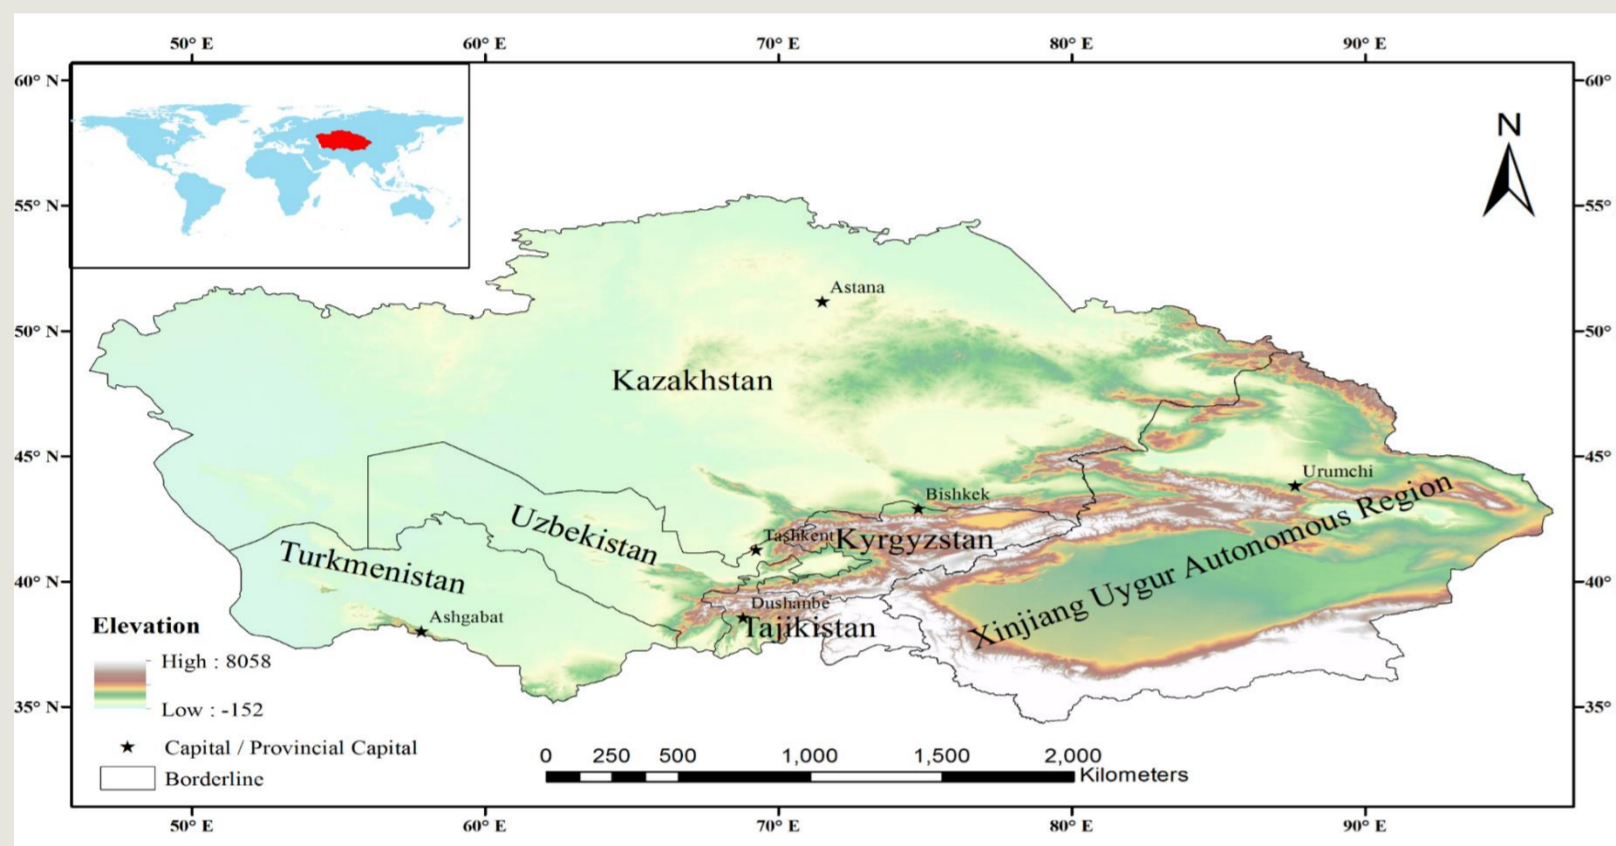 50° E 60° E 70° E 80° E 90° E
60° N 60°
N
55° N 55°
Astana
50° N 50°
Kazakhstan
45° N 45°
Urumchi
Bishkek
Uzbekistan
Tashkent
Kyrgyzstan
Xinjiang Uygur Autonomous Region
Turkmenistan
40° N 40°
Dushanbe
Ashgabat
Tajikistan
Elevation
High : 8058
35° N 35°
Low : -152
Capital / Provincial Capital
0 250 500 1,000 1,500 2,000
Kilometers
Borderline
50° E 60° E 70° E 80° E 90° E